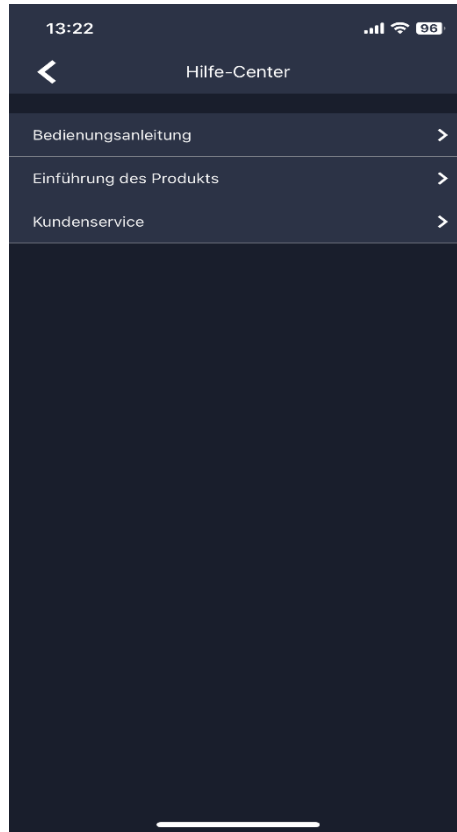 13:22
96
Hilfe-Center
Bedienungsanleitung
Einführung des Produkts
Kundenservice